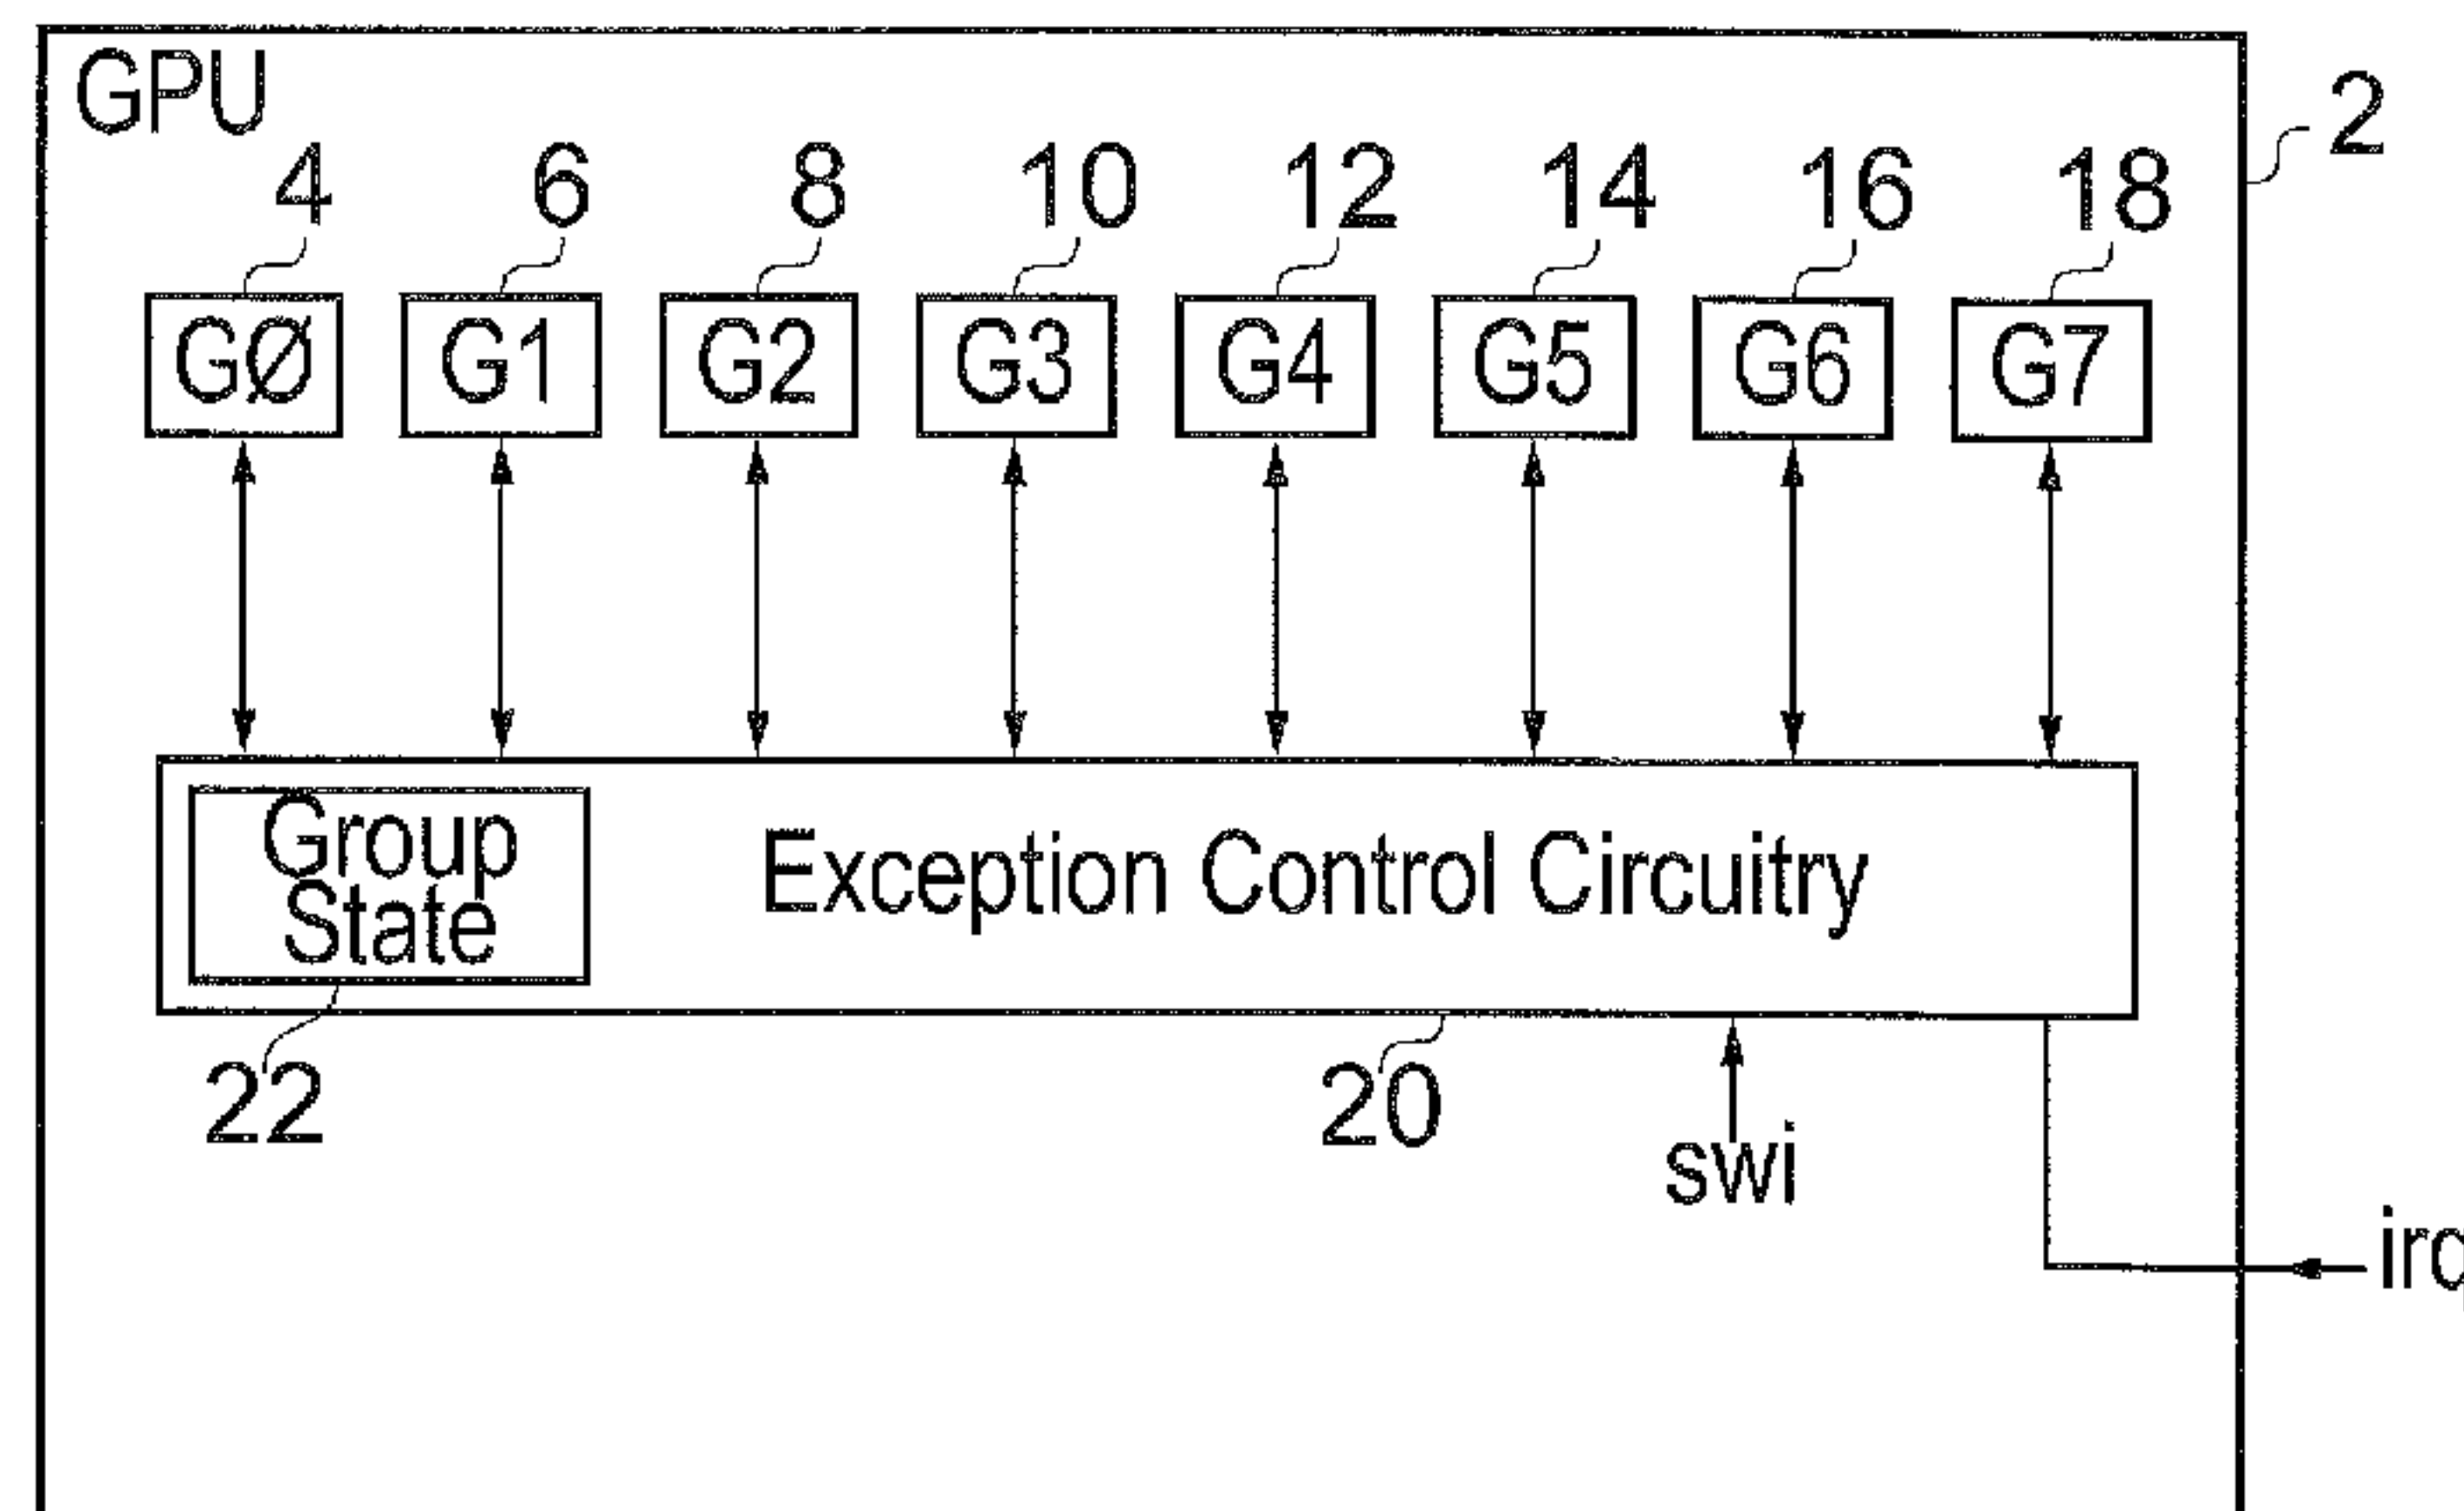 GPU
2
4 6 8 10 12 14 16 18
GØ G1 G2 G3 G4 G5 G6 G7
Group
State
Exception Control Circuitry
22
20
swi